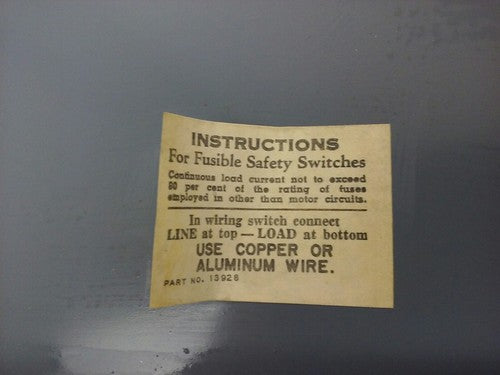 INSTRUCTIONS
For Fusible Safety Switches
Continuous load current not to exceed
80 per cent of the rating of fuses
employed in other than motor circuits.
In wiring switch connect
LINE at top — LOAD at bottom
USE COPPER OR
ALUMINUM WIRE.
PART NO. 13928